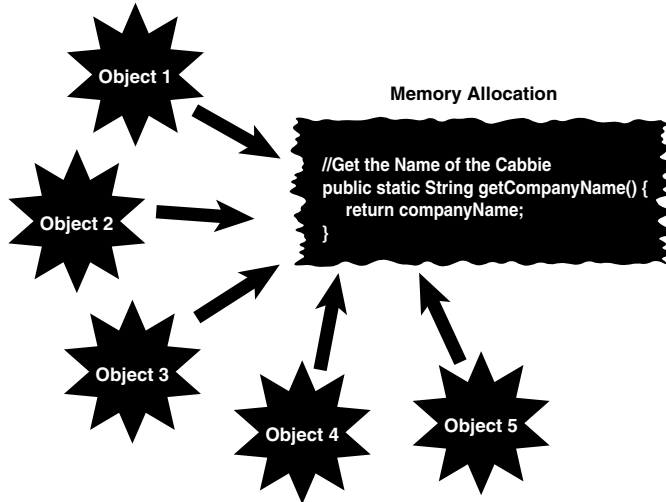 Object 1
Memory Allocation
//Get the Name of the Cabbie
public static String getCompanyName() {
return companyName;
}
Object 2
Object 3
Object 4
Object 5